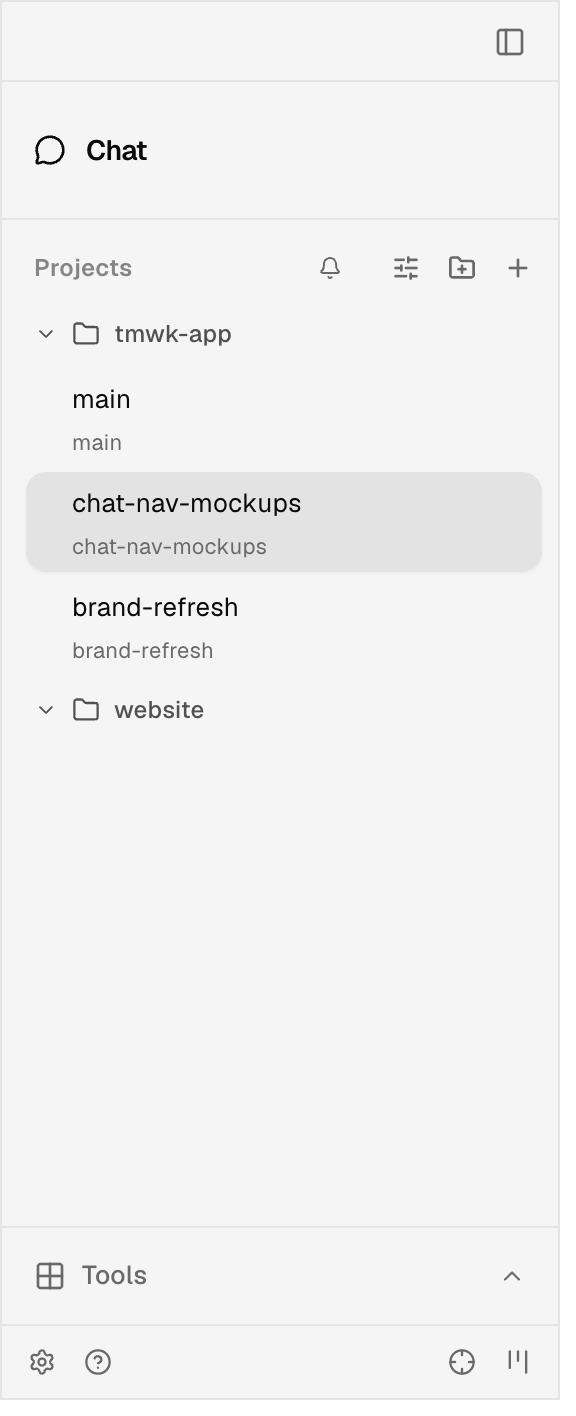 Chat
Projects
tmwk-app
main
main
chat-nav-mockups
chat-nav-mockups
brand-refresh
brand-refresh
website
Tools